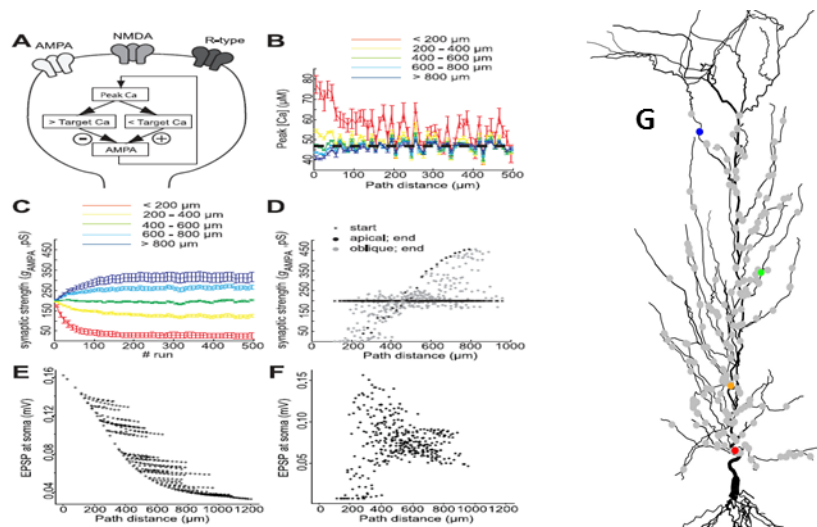 A
AMPA
NMDA
R-type
Peak Ca
> Target Ca
< Target Ca
−
+
AMPA
B
< 200 µm
200 – 400 µm
400 – 600 µm
600 – 800 µm
> 800 µm
Peak [Ca] (µM)
80
70
60
50
40
0
100
200
300
400
500
Path distance (µm)
C
< 200 µm
200 – 400 µm
400 – 600 µm
600 – 800 µm
> 800 µm
synaptic strength (gAMPA ,pS)
450
350
250
150
50
0
100
200
300
400
500
# run
D
start
apical; end
oblique; end
synaptic strength (gAMPA ,pS)
450
350
250
150
50
0
200
400
600
800
1000
Path distance (µm)
E
EPSP at soma (mV)
0.16
0.12
0.08
0.04
0
200
400
600
800
1000
1200
Path distance (µm)
F
EPSP at soma (mV)
0.15
0.10
0.05
0
200
400
600
800
1000
1200
Path distance (µm)
G